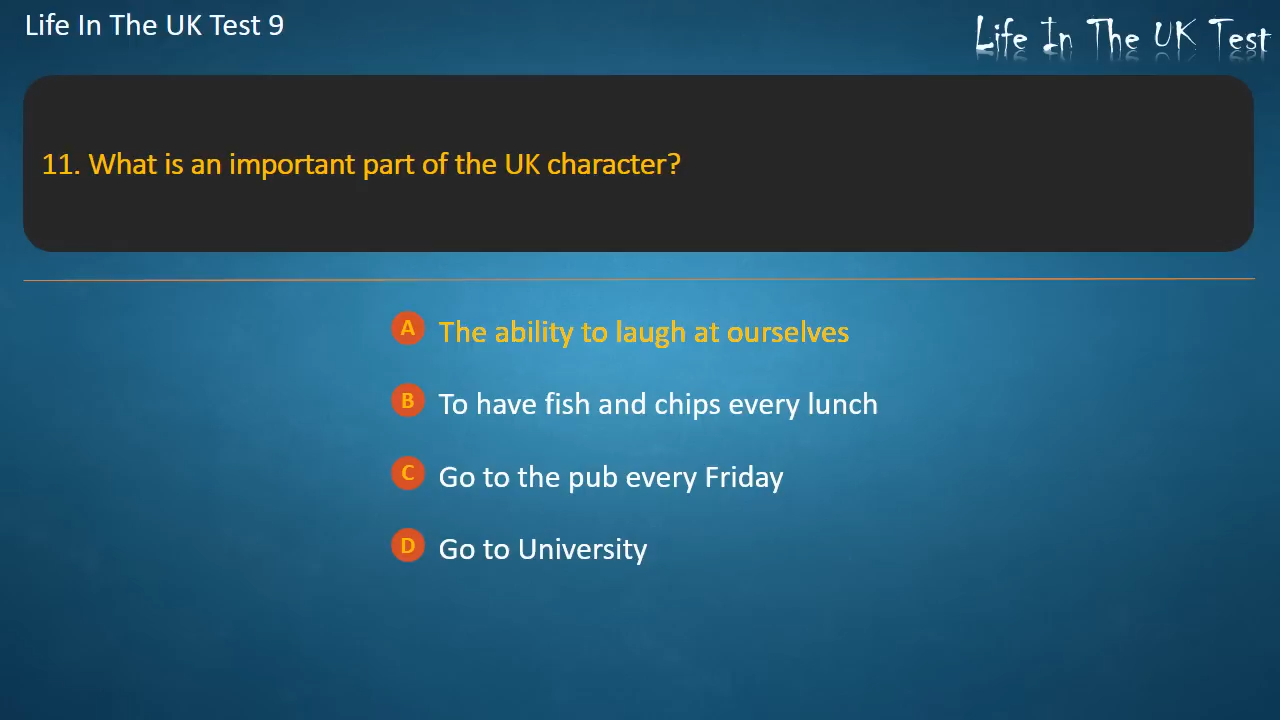 Life In The UK Test 9
Life In The UK Test
11. What is an important part of the UK character?
A The ability to laugh at ourselves
B To have fish and chips every lunch
C Go to the pub every Friday
D Go to University